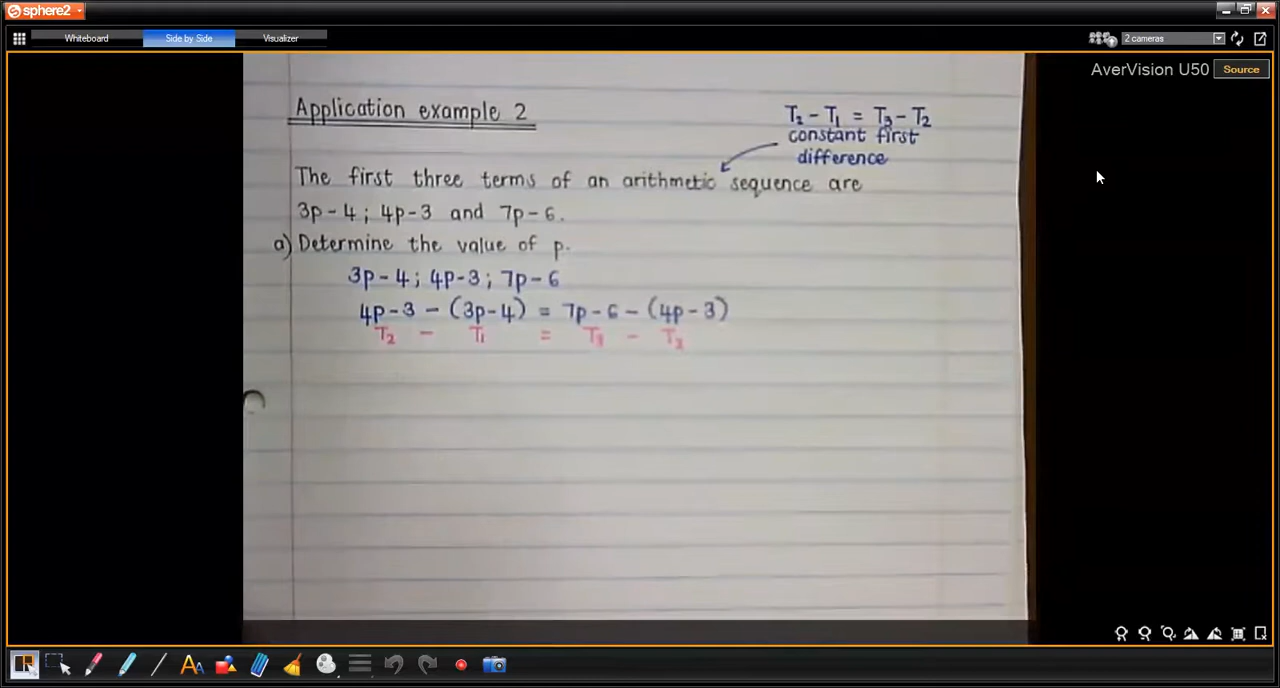 sphere2
Whiteboard
Side by Side
Visualizer
2 cameras
AverVision U50
Source
Application example 2
T₂ – T₁ = T₃ – T₂
constant first
difference
The first three terms of an arithmetic sequence are
3p – 4 ; 4p – 3 and 7p – 6.
a) Determine the value of p.
3p – 4 ; 4p – 3 ; 7p – 6
4p – 3 – (3p – 4) = 7p – 6 – (4p – 3)
T₂ – T₁ = T₃ – T₂